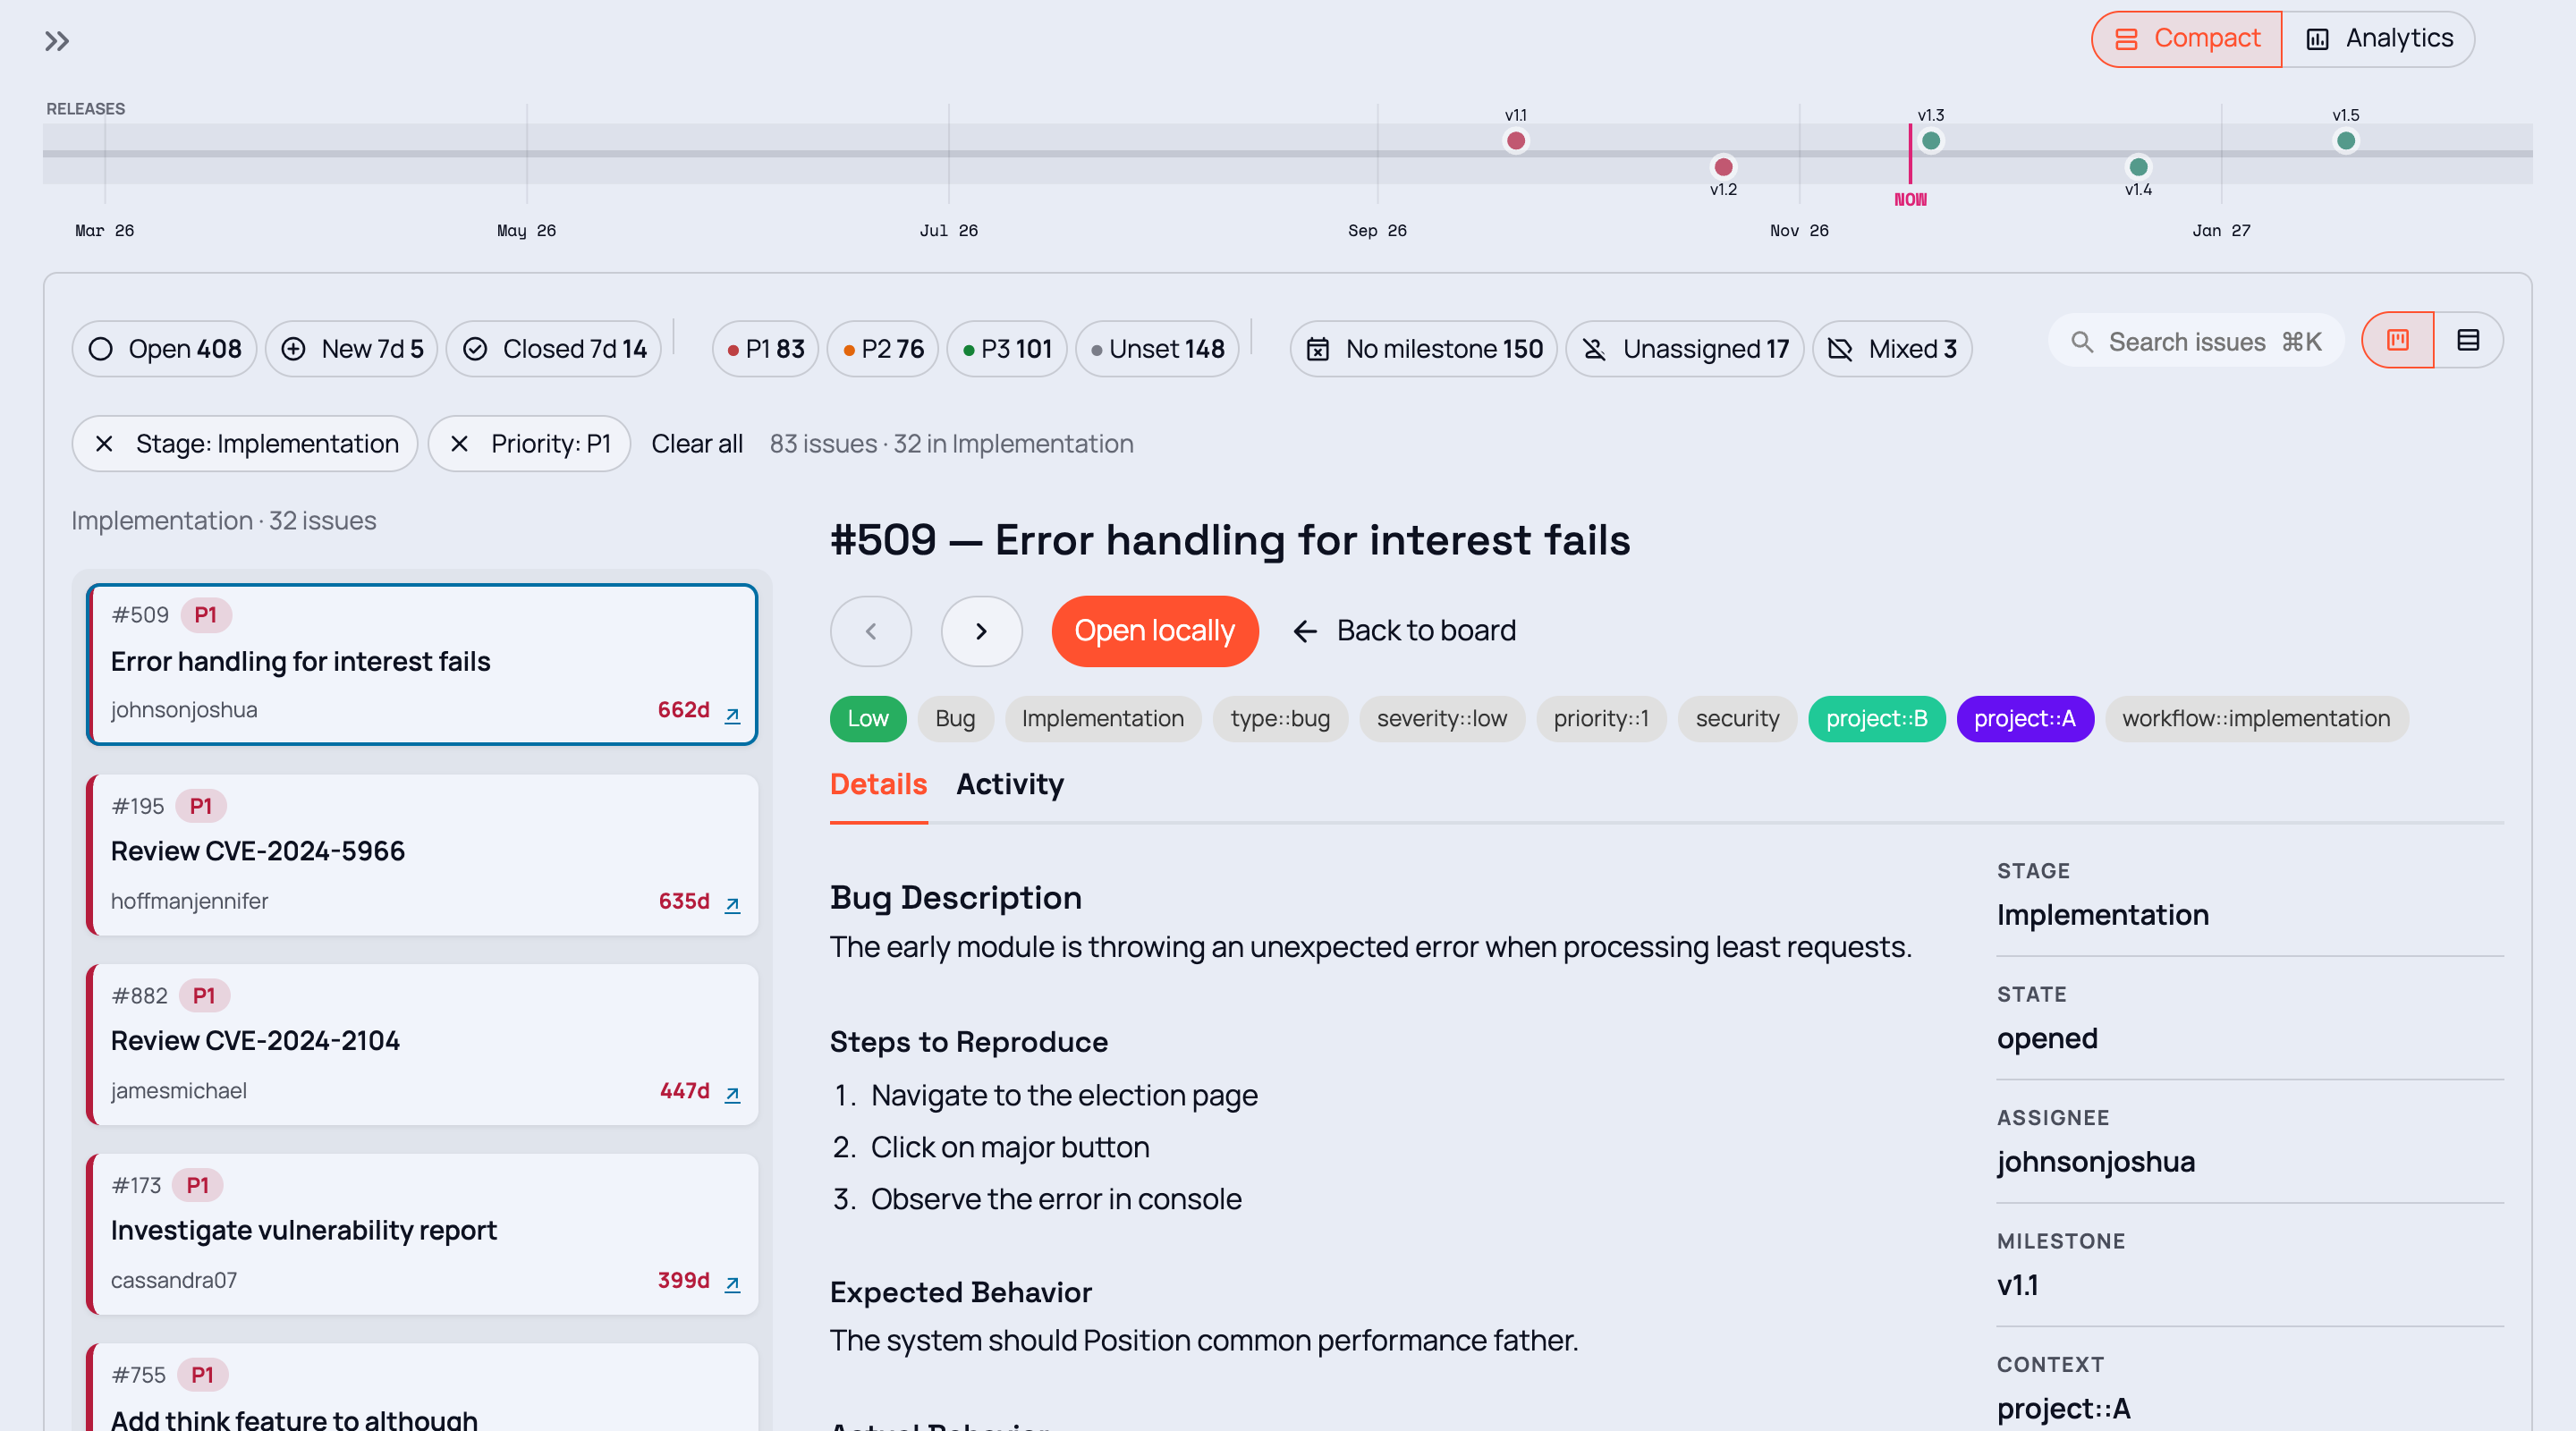 Compact
Analytics
RELEASES
v1.1
v1.3
v1.5
v1.2
v1.4
NOW
Mar 26
May 26
Jul 26
Sep 26
Nov 26
Jan 27
Open 408
New 7d 5
Closed 7d 14
P1 83
P2 76
P3 101
Unset 148
No milestone 150
Unassigned 17
Mixed 3
Search issues ⌘K
Stage: Implementation
Priority: P1
Clear all
83 issues · 32 in Implementation
Implementation · 32 issues
#509 P1
Error handling for interest fails
johnsonjoshua 662d
#195 P1
Review CVE-2024-5966
hoffmanjennifer 635d
#882 P1
Review CVE-2024-2104
jamesmichael 447d
#173 P1
Investigate vulnerability report
cassandra07 399d
#755 P1
Add think feature to although
#509 — Error handling for interest fails
Open locally
Back to board
Low
Bug
Implementation
type::bug
severity::low
priority::1
security
project::B
project::A
workflow::implementation
Details
Activity
Bug Description
The early module is throwing an unexpected error when processing least requests.
Steps to Reproduce
1. Navigate to the election page
2. Click on major button
3. Observe the error in console
Expected Behavior
The system should Position common performance father.
Actual Behavior
STAGE
Implementation
STATE
opened
ASSIGNEE
johnsonjoshua
MILESTONE
v1.1
CONTEXT
project::A